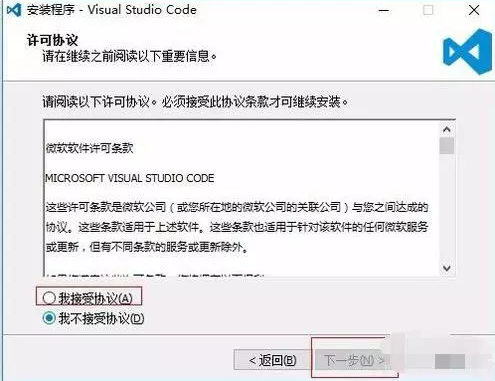 安装程序 - Visual Studio Code
许可协议
请在继续之前阅读以下重要信息。
请阅读以下许可协议。必须接受此协议条款才可继续安装。
微软软件许可条款
MICROSOFT VISUAL STUDIO CODE
这些许可条款是微软公司（或您所在地的微软公司的关联公司）与您之间达成的
协议。这些条款适用于上述软件。这些条款也适用于针对该软件的任何微软服务
或更新，但有不同条款的服务或更新除外。
我接受协议(A)
我不接受协议(D)
< 返回(B)
下一步(N) >